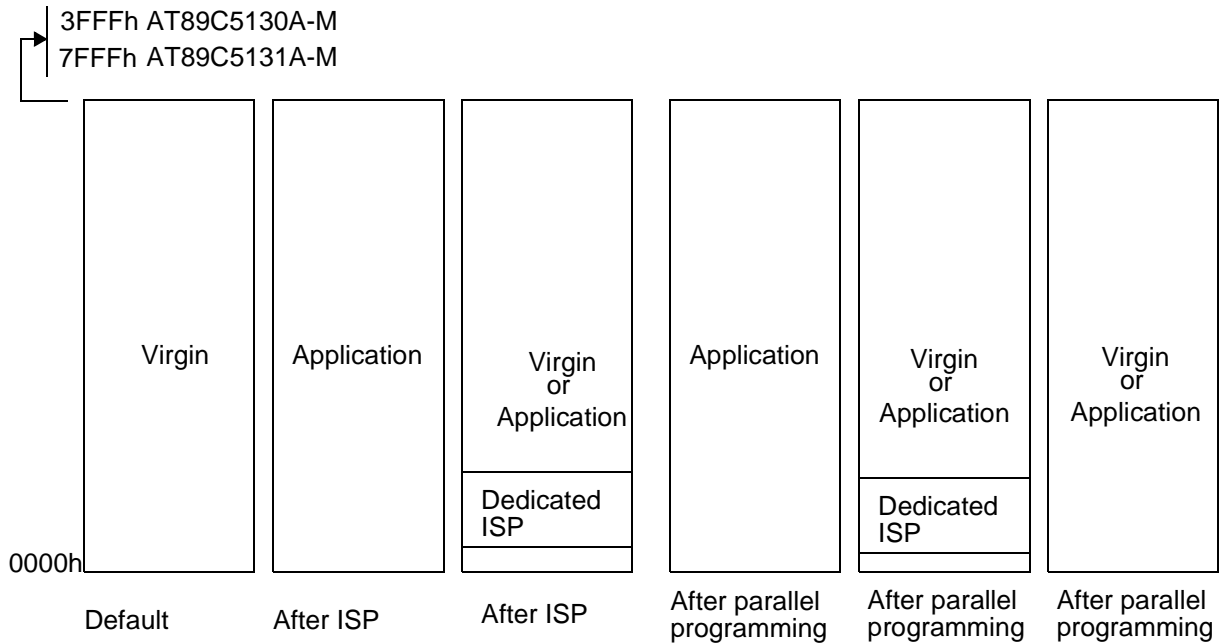 3FFFh AT89C5130A-M
7FFFh AT89C5131A-M
Virgin
Application
Virgin
or
Application
Application
Virgin
or
Application
Virgin
or
Application
Dedicated
ISP
Dedicated
ISP
0000h
Default
After ISP
After ISP
After parallel
programming
After parallel
programming
After parallel
programming